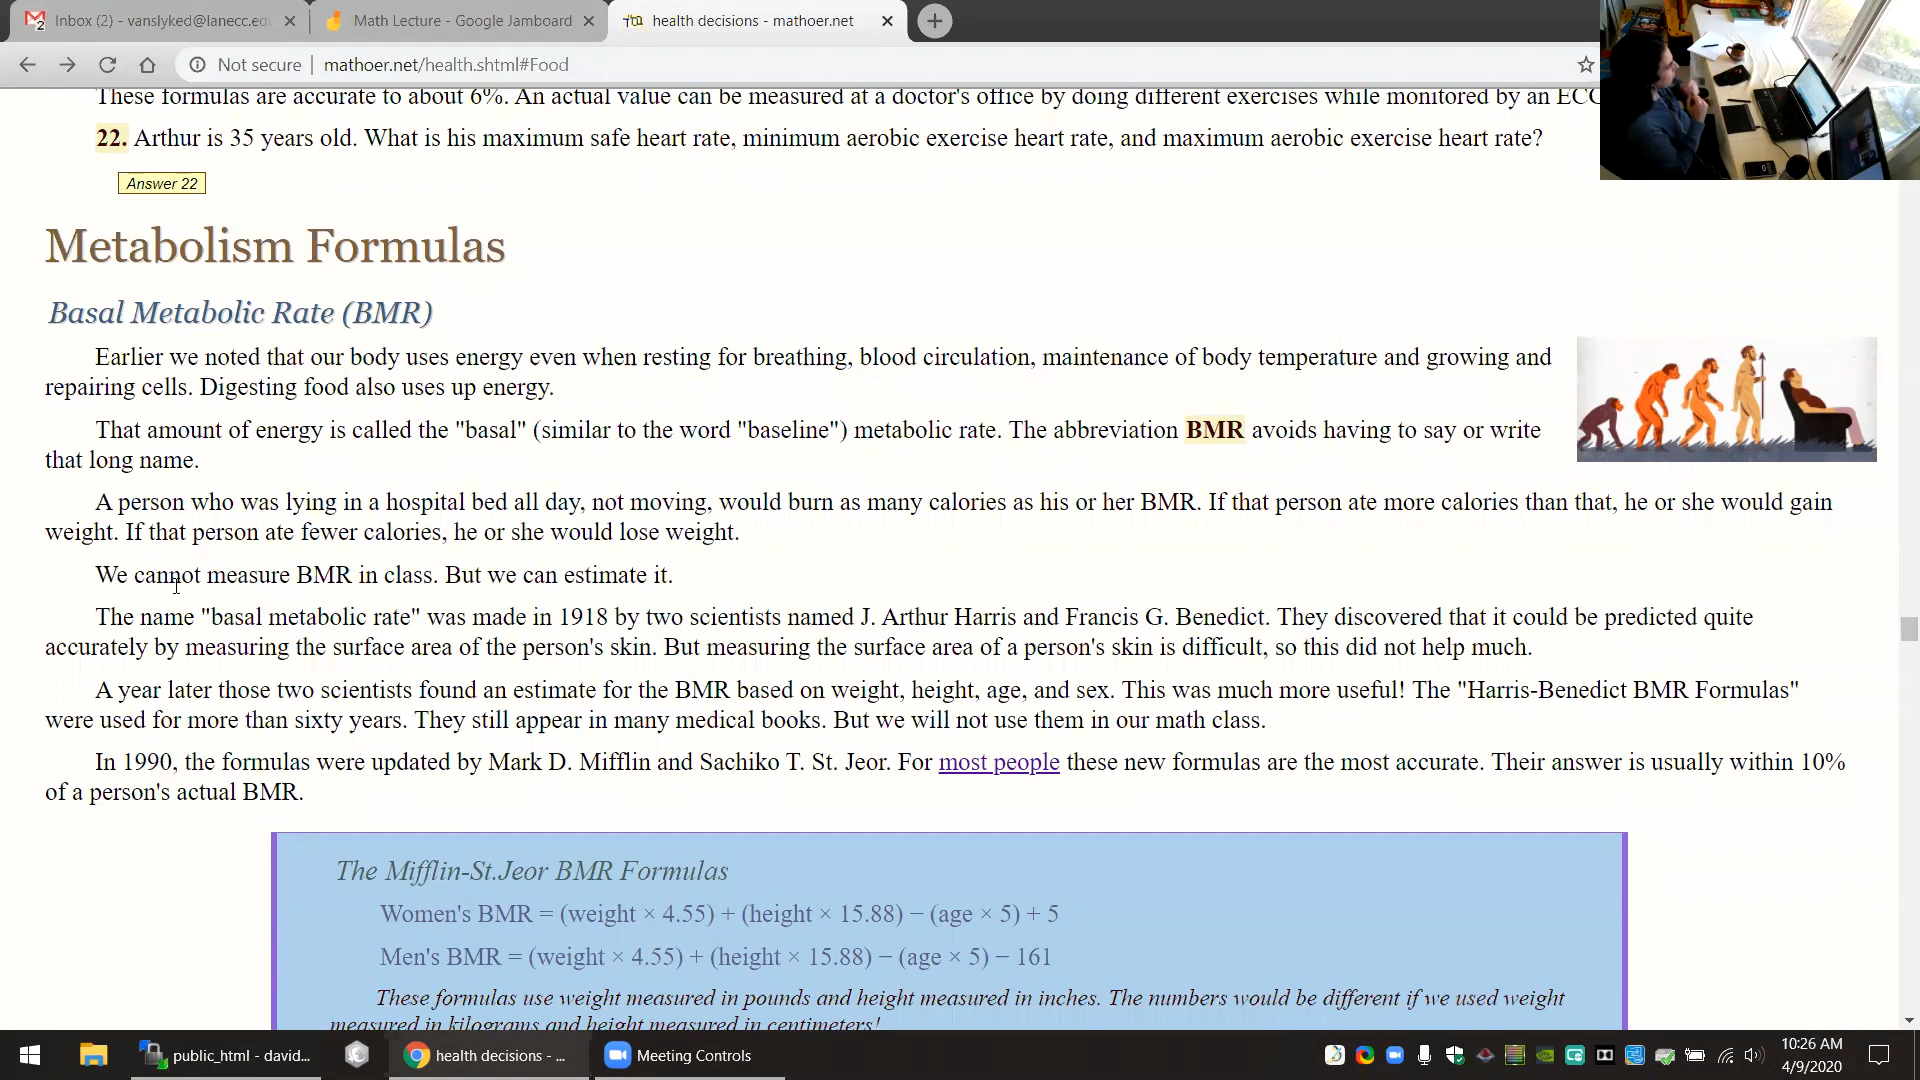 Inbox (2) - vanslyked@lanecc.ed
Math Lecture - Google Jamboard
health decisions - mathoer.net
Not secure | mathoer.net/health.shtml#Food
These formulas are accurate to about 6%. An actual value can be measured at a doctor's office by doing different exercises while monitored by an
22. Arthur is 35 years old. What is his maximum safe heart rate, minimum aerobic exercise heart rate, and maximum aerobic exercise heart rate?
Answer 22
Metabolism Formulas
Basal Metabolic Rate (BMR)
Earlier we noted that our body uses energy even when resting for breathing, blood circulation, maintenance of body temperature and growing and
repairing cells. Digesting food also uses up energy.
That amount of energy is called the "basal" (similar to the word "baseline") metabolic rate. The abbreviation BMR avoids having to say or write
that long name.
A person who was lying in a hospital bed all day, not moving, would burn as many calories as his or her BMR. If that person ate more calories than that, he or she would gain
weight. If that person ate fewer calories, he or she would lose weight.
We cannot measure BMR in class. But we can estimate it.
The name "basal metabolic rate" was made in 1918 by two scientists named J. Arthur Harris and Francis G. Benedict. They discovered that it could be predicted quite
accurately by measuring the surface area of the person's skin. But measuring the surface area of a person's skin is difficult, so this did not help much.
A year later those two scientists found an estimate for the BMR based on weight, height, age, and sex. This was much more useful! The "Harris-Benedict BMR Formulas"
were used for more than sixty years. They still appear in many medical books. But we will not use them in our math class.
In 1990, the formulas were updated by Mark D. Mifflin and Sachiko T. St. Jeor. For most people these new formulas are the most accurate. Their answer is usually within 10%
of a person's actual BMR.
The Mifflin-St.Jeor BMR Formulas
Women's BMR = (weight × 4.55) + (height × 15.88) − (age × 5) + 5
Men's BMR = (weight × 4.55) + (height × 15.88) − (age × 5) − 161
These formulas use weight measured in pounds and height measured in inches. The numbers would be different if we used weight
measured in kilograms and height measured in centimeters!
public_html - david...
health decisions - ...
Meeting Controls
10:26 AM
4/9/2020